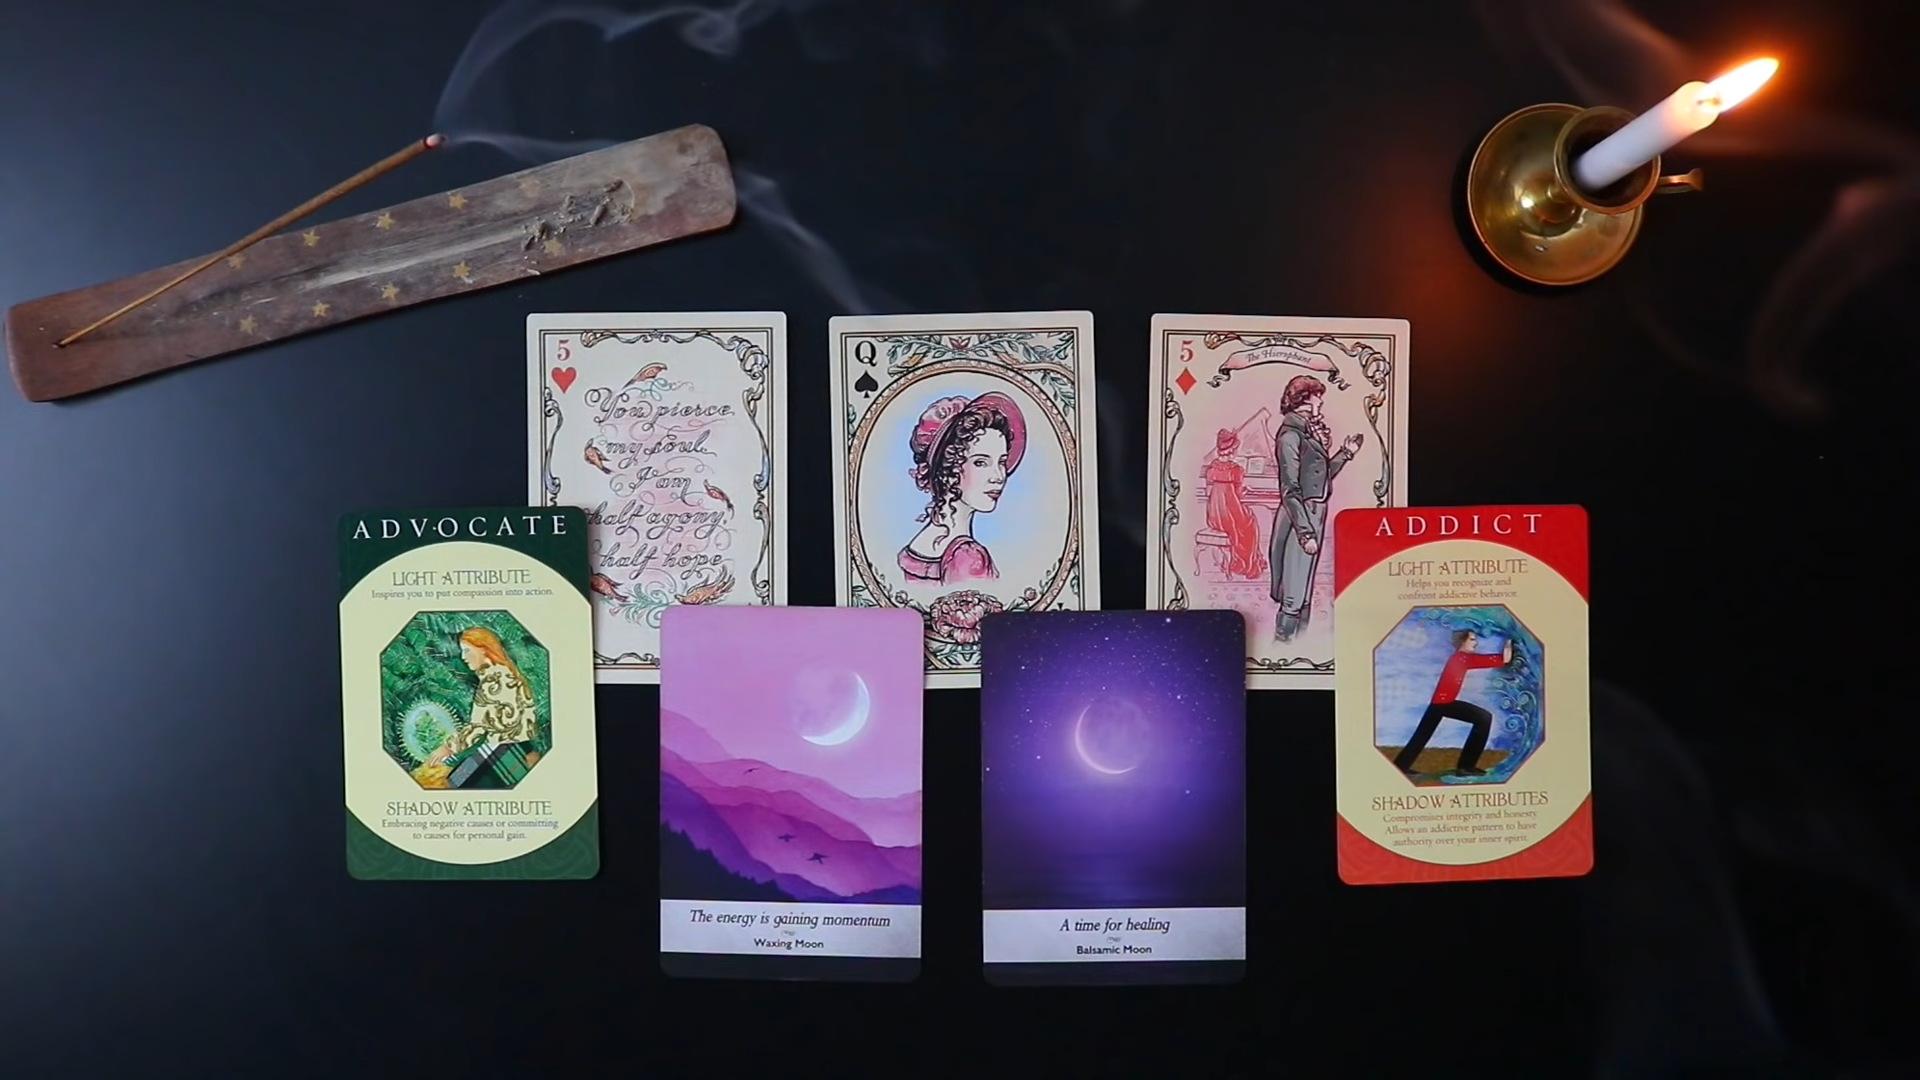 5
You pierce
my soul.
I am
half agony,
half hope
Q
5
The Hierophant
ADVOCATE
LIGHT ATTRIBUTE
Inspires you to put compassion into action.
SHADOW ATTRIBUTE
Embracing negative causes or committing
to causes for personal gain.
The energy is gaining momentum
Waxing Moon
A time for healing
Balsamic Moon
ADDICT
LIGHT ATTRIBUTE
Helps you recognize and
confront addictive behavior.
SHADOW ATTRIBUTES
Compromises integrity and honesty.
Allows an addictive pattern to have
authority over your inner spirit.